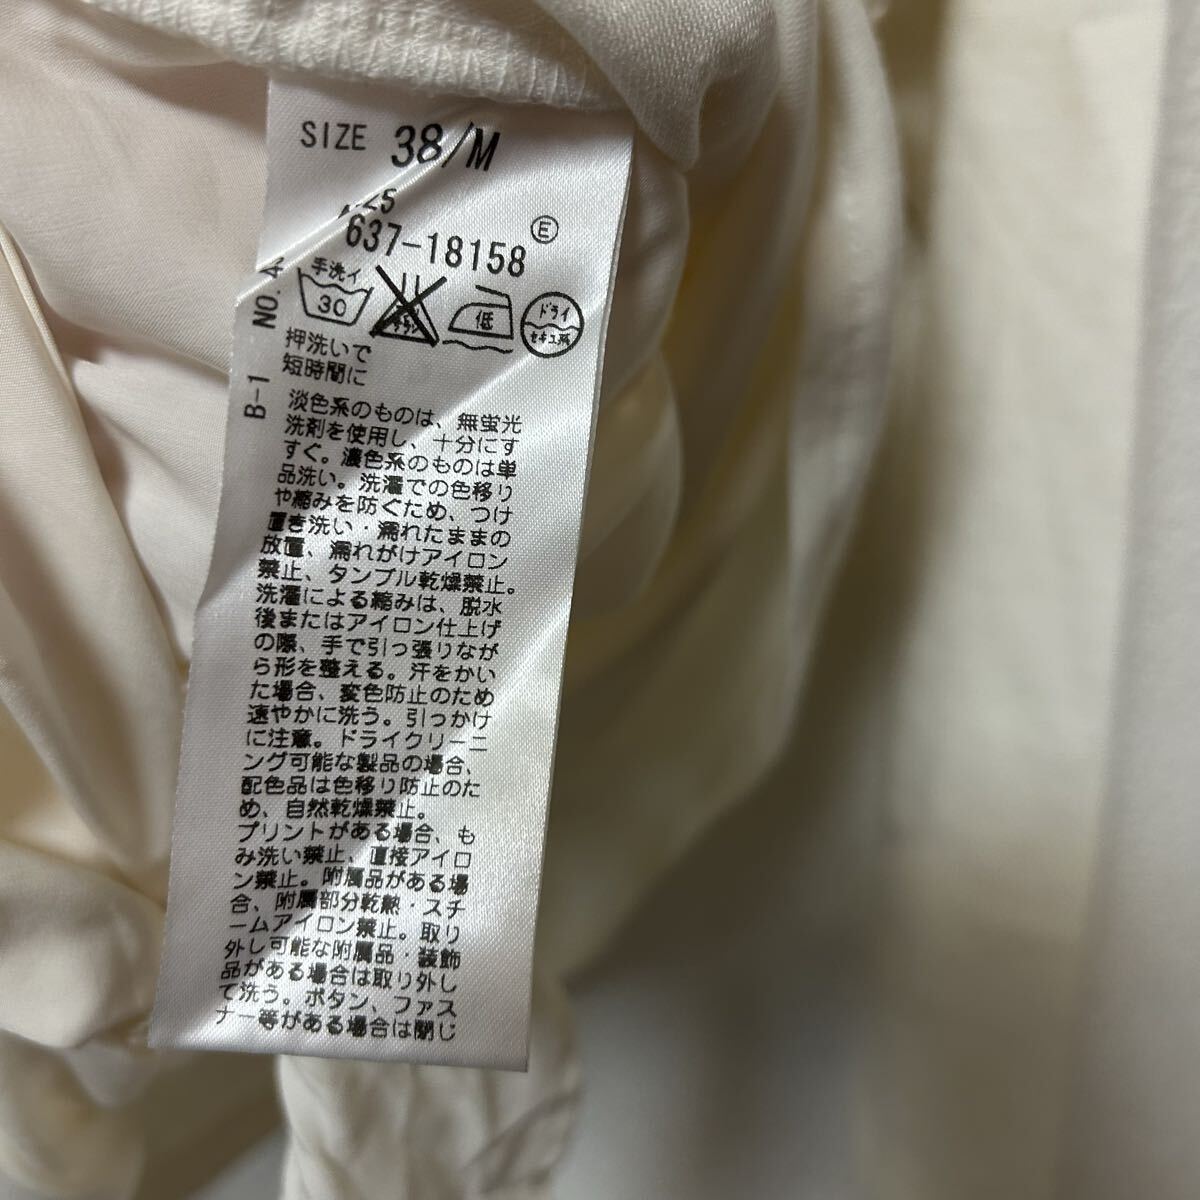 SIZE 38/M
25
637-18158 E
手洗イ 30
低
ドライ
セキユ系
押洗いで
短時間に
淡色系のものは、無蛍光
洗剤を使用し、十分にす
すぐ。濃色系のものは単
品洗い。洗濯での色移り
や縮みを防ぐため、つけ
置き洗い・濡れたままの
放置、濡れがけアイロン
禁止、タンブル乾燥禁止。
洗濯による縮みは、脱水
後またはアイロン仕上げ
の際、手で引っ張りなが
ら形を整える。汗をかい
た場合、変色防止のため
速やかに洗う。引っかけ
に注意。ドライクリーニ
ング可能な製品の場合、
配色品は色移り防止のた
め、自然乾燥禁止。
プリントがある場合、も
み洗い禁止、直接アイロ
ン禁止。附属品がある場
合、附属部分乾熱・スチ
ームアイロン禁止。取り
外し可能な附属品・装飾
品がある場合は取り外し
て洗う。ボタン、ファス
ナー等がある場合は閉じ
B-1 NO.4